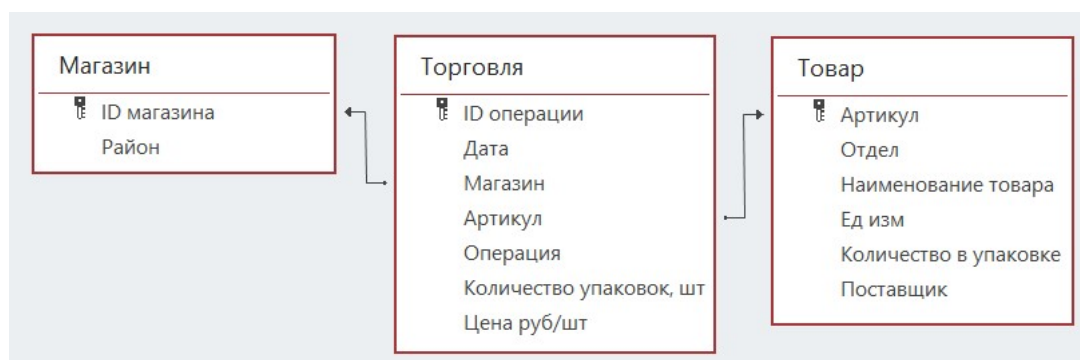 Магазин
ID магазина
Район
Торговля
ID операции
Дата
Магазин
Артикул
Операция
Количество упаковок, шт
Цена руб/шт
Товар
Артикул
Отдел
Наименование товара
Ед изм
Количество в упаковке
Поставщик